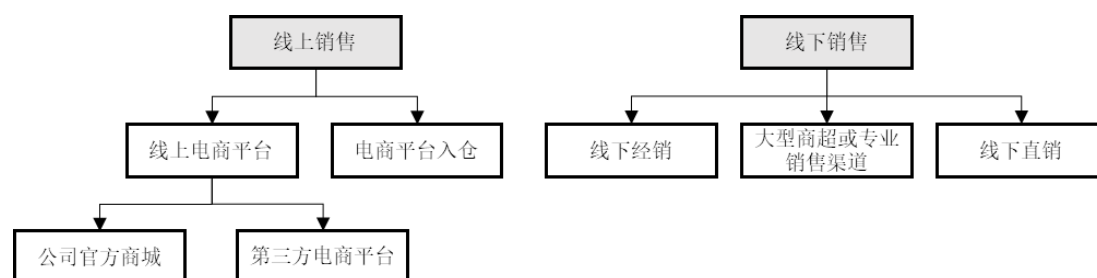 线上销售
线下销售
线上电商平台
电商平台入仓
线下经销
大型商超或专业
销售渠道
线下直销
公司官方商城
第三方电商平台